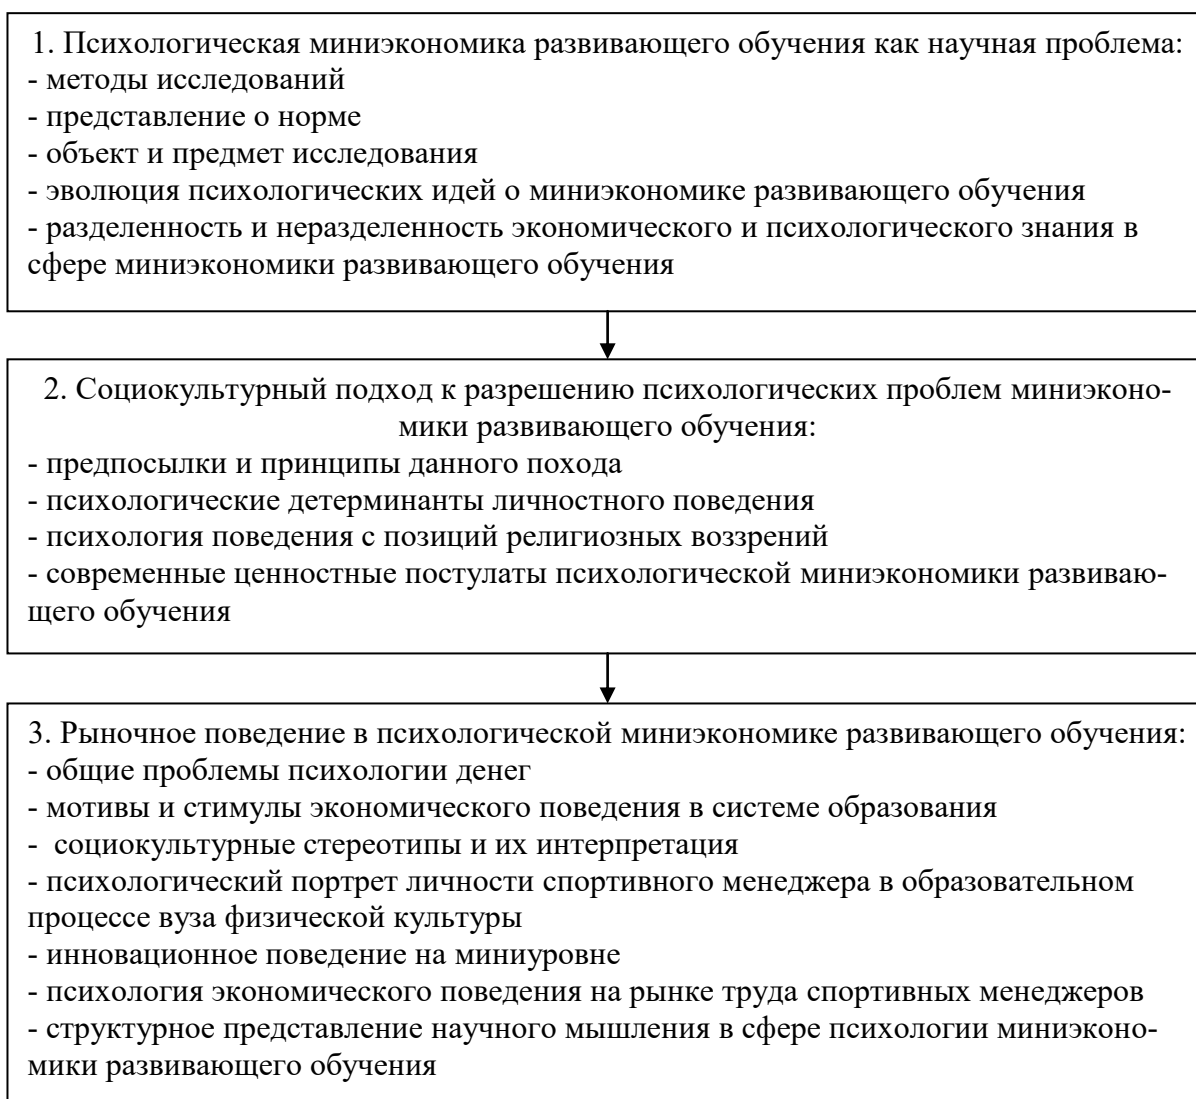 1. Психологическая миниэкономика развивающего обучения как научная проблема:
- методы исследований
- представление о норме
- объект и предмет исследования
- эволюция психологических идей о миниэкономике развивающего обучения
- разделенность и неразделенность экономического и психологического знания в
сфере миниэкономики развивающего обучения
2. Социокультурный подход к разрешению психологических проблем миниэконо-
мики развивающего обучения:
- предпосылки и принципы данного похода
- психологические детерминанты личностного поведения
- психология поведения с позиций религиозных воззрений
- современные ценностные постулаты психологической миниэкономики развиваю-
щего обучения
3. Рыночное поведение в психологической миниэкономике развивающего обучения:
- общие проблемы психологии денег
- мотивы и стимулы экономического поведения в системе образования
- социокультурные стереотипы и их интерпретация
- психологический портрет личности спортивного менеджера в образовательном
процессе вуза физической культуры
- инновационное поведение на миниуровне
- психология экономического поведения на рынке труда спортивных менеджеров
- структурное представление научного мышления в сфере психологии миниэконо-
мики развивающего обучения